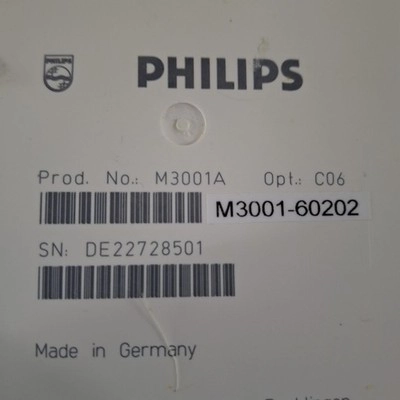 PHILIPS
Prod. No.: M3001A Opt.: C06
M3001-60202
SN: DE22728501
Made in Germany